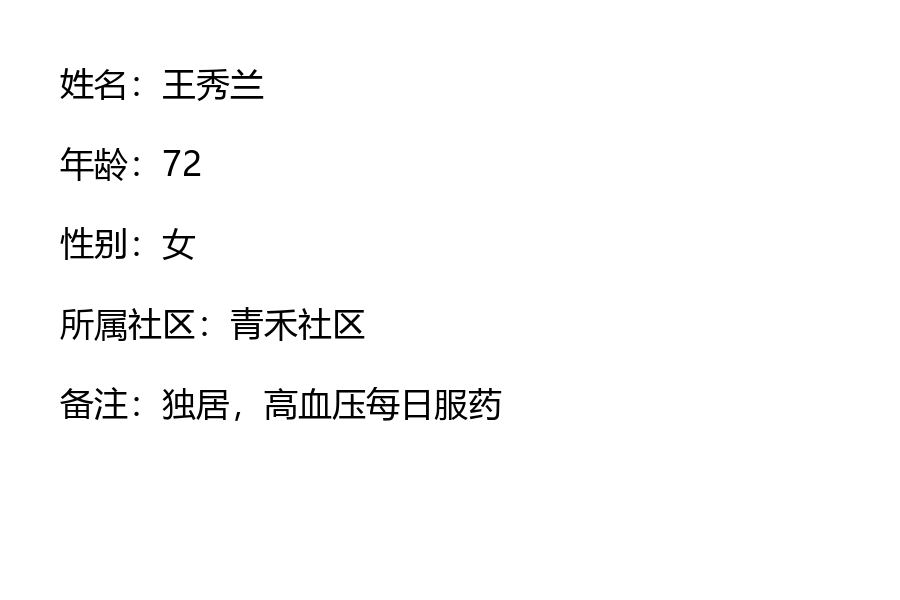 姓名：王秀兰
年龄：72
性别：女
所属社区：青禾社区
备注：独居，高血压每日服药